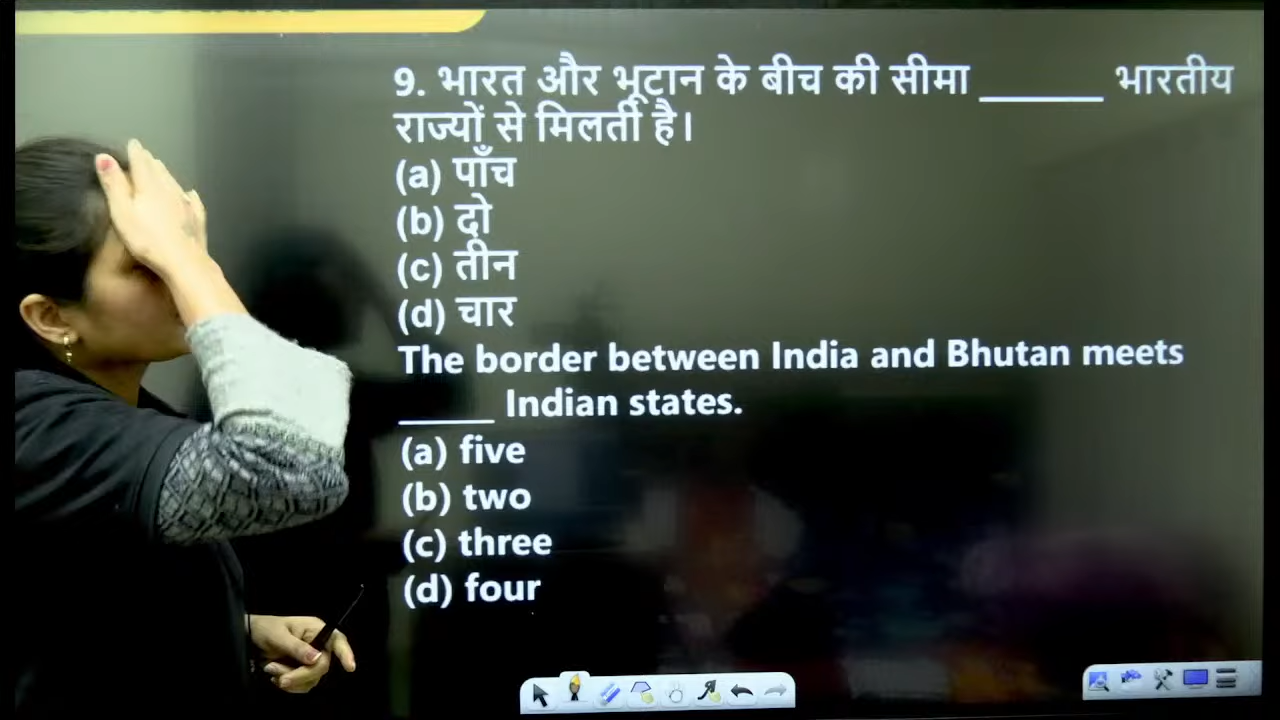 9. भारत और भूटान के बीच की सीमा ______ भारतीय
राज्यों से मिलती है।
(a) पाँच
(b) दो
(c) तीन
(d) चार
The border between India and Bhutan meets
_____ Indian states.
(a) five
(b) two
(c) three
(d) four